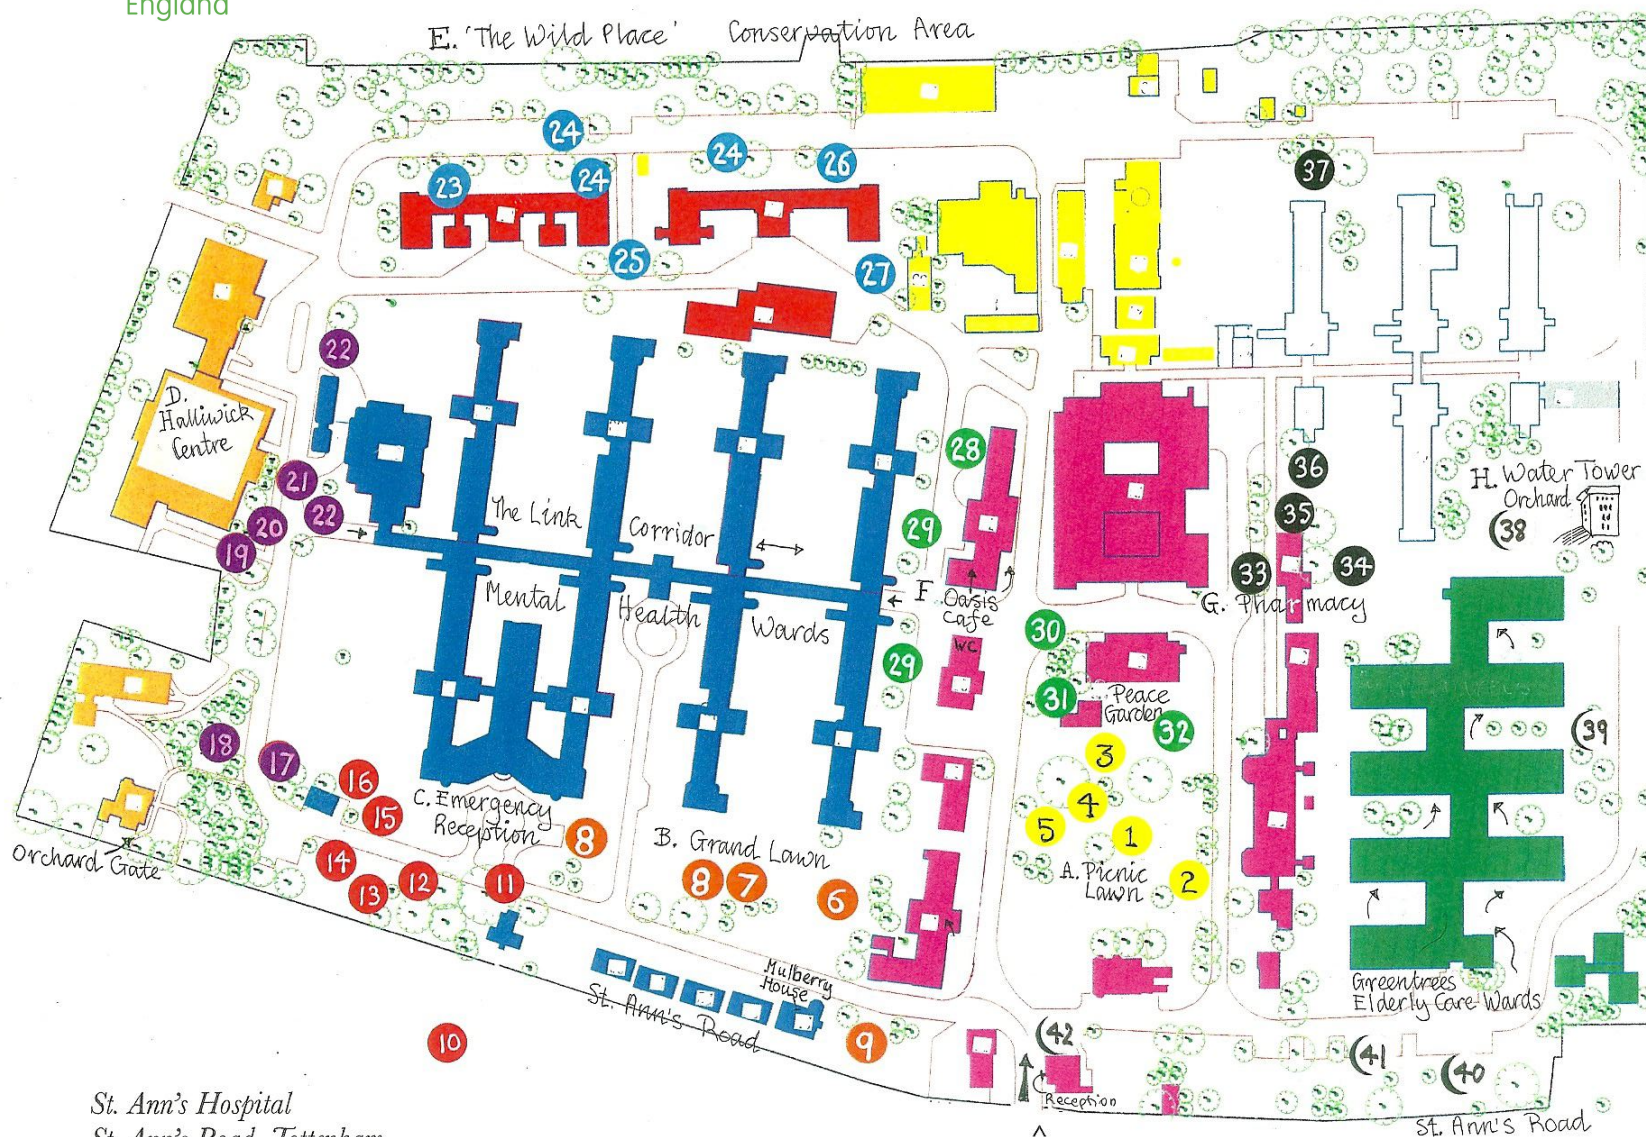 England
E. 'The Wild Place' Conservation Area
24
24
26
37
23
24
25
27
22
D.
Halliwick
Centre
28
36
H. Water Tower
Orchard
21
The Link
Corridor
29
35
38
20
22
19
33
34
Mental
Health
Wards
F
Oasis
Cafe
G. Pharmacy
30
WC
29
31
Peace
Garden
32
39
18
17
3
16
15
C. Emergency
Reception
4
5
1
8
B. Grand Lawn
Orchard Gate
14
13
12
11
8
7
6
A. Picnic
Lawn
2
Mulberry
House
Greentrees
Elderly Care Wards
St. Ann's Road
10
9
42
41
40
Reception
St. Ann's Hospital
St. Ann's Road, Tottenham
St. Ann's Road